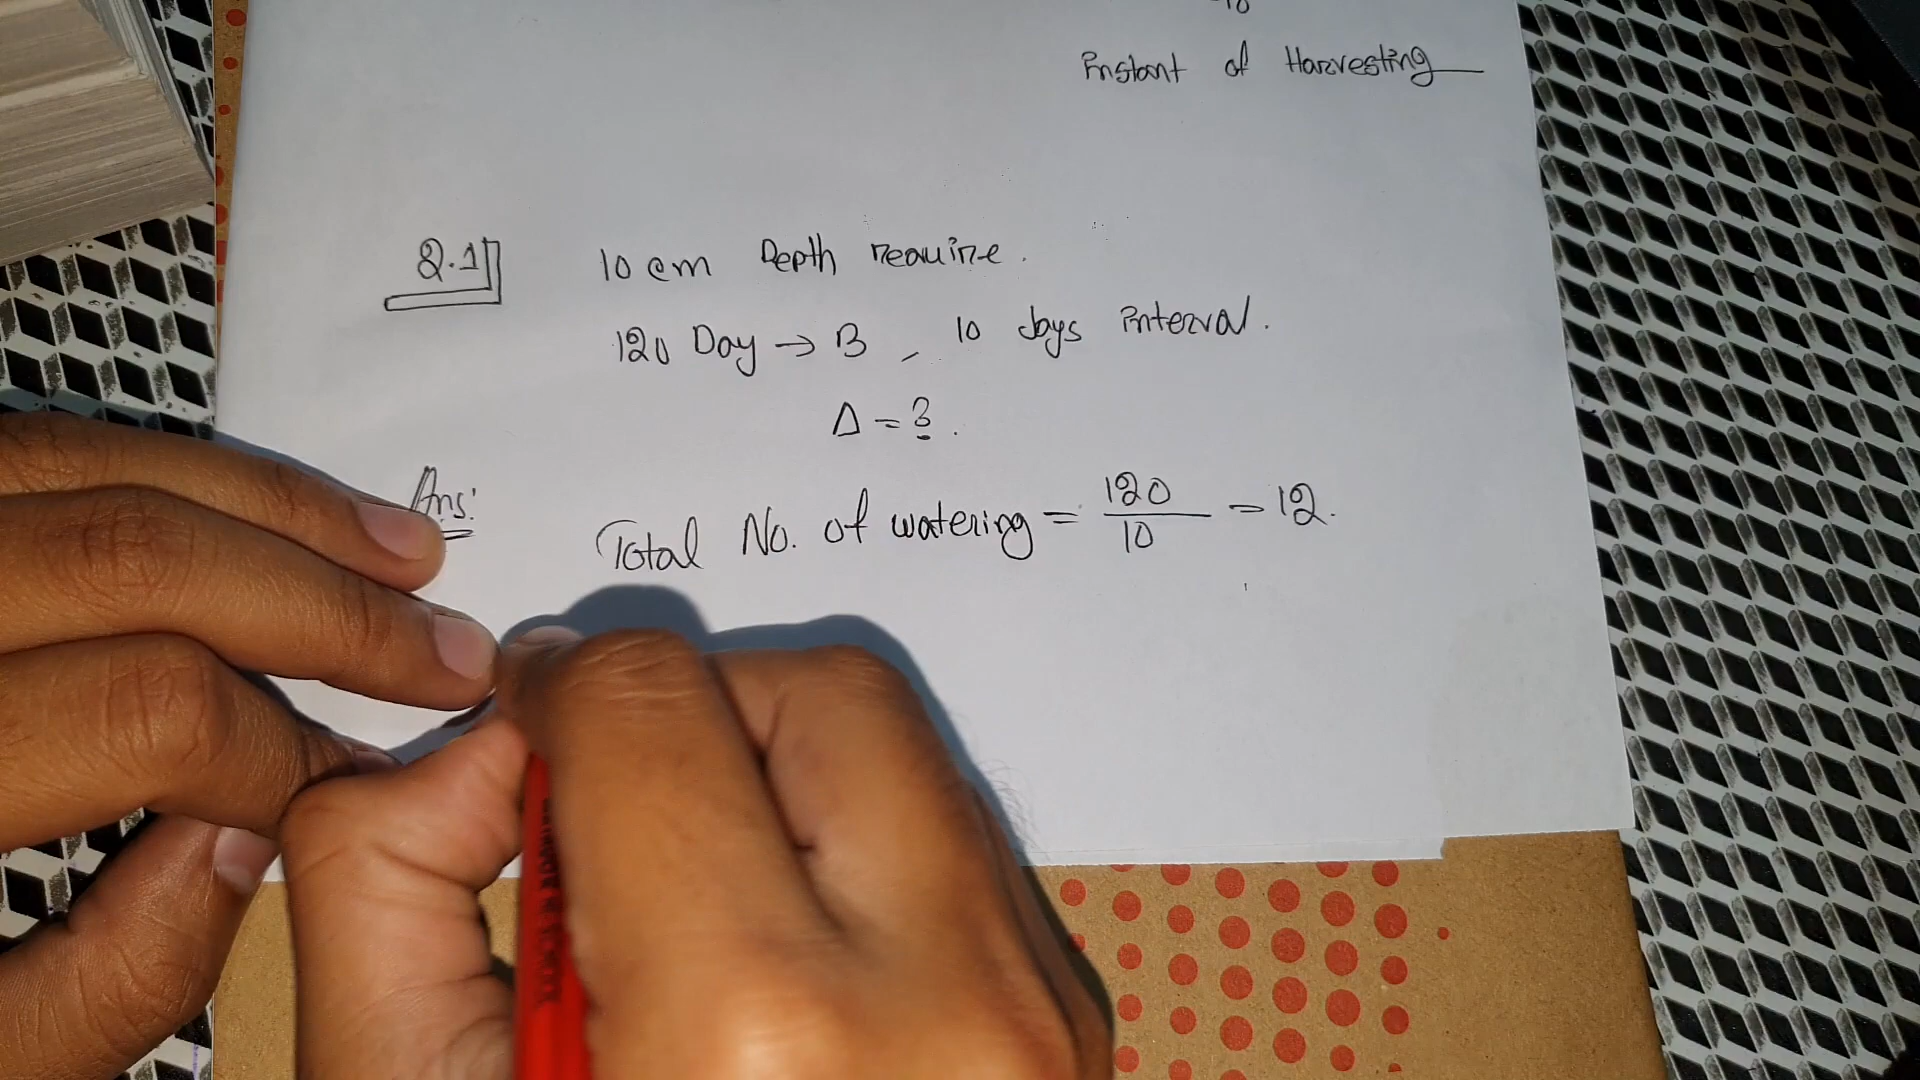 10
instant of Harvesting
Q.1
10 cm Depth require.
120 Day → B, 10 days interval.
Δ = ?.
Ans:
Total No. of watering = 120/10 = 12.